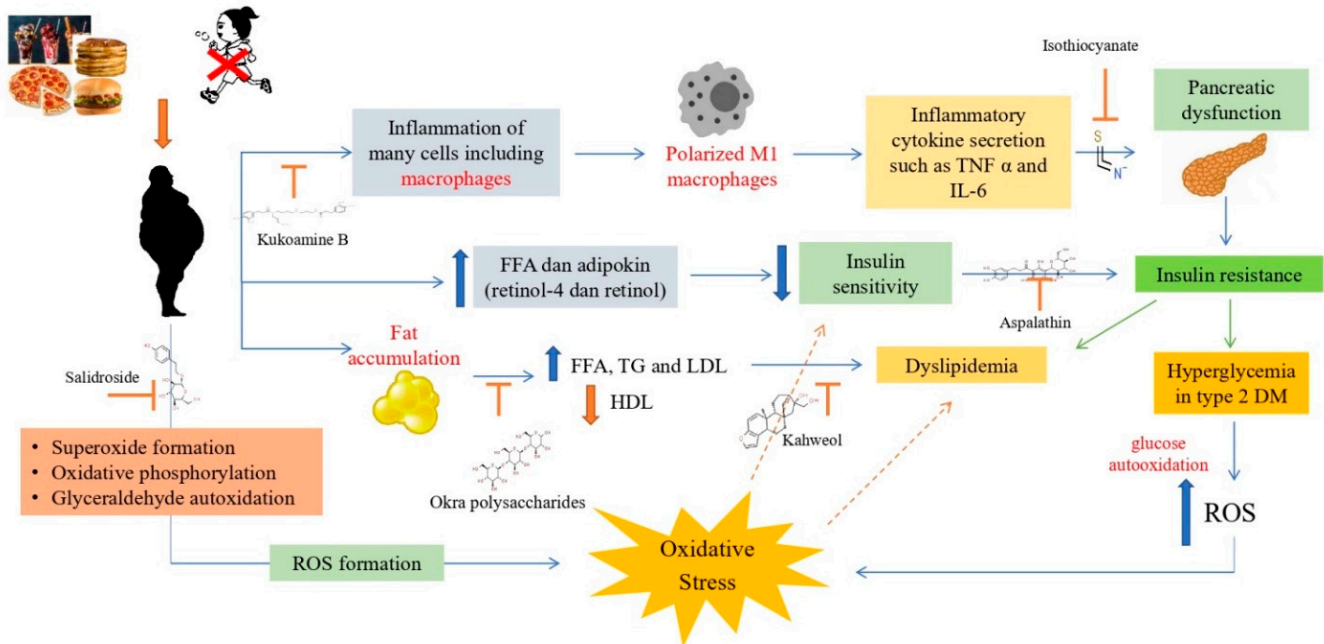 Isothiocyanate
Pancreatic
dysfunction
Inflammation of
many cells including
macrophages
Polarized M1
macrophages
Inflammatory
cytokine secretion
such as TNF α and
IL-6
S
N⁻
Kukoamine B
FFA dan adipokin
(retinol-4 dan retinol)
Insulin
sensitivity
Aspalathin
Insulin resistance
Fat
accumulation
FFA, TG and LDL
HDL
Dyslipidemia
Kahweol
Hyperglycemia
in type 2 DM
Salidroside
• Superoxide formation
• Oxidative phosphorylation
• Glyceraldehyde autoxidation
Okra polysaccharides
glucose
autooxidation
ROS
ROS formation
Oxidative
Stress